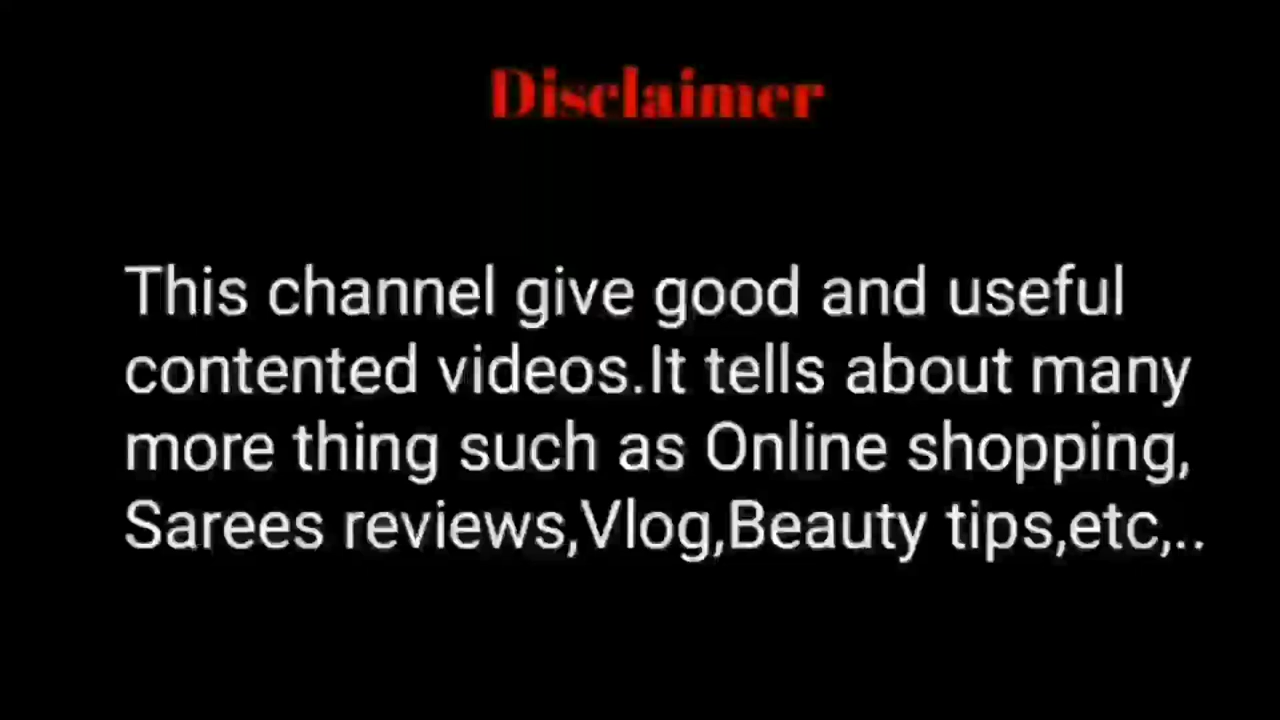 Disclaimer
This channel give good and useful
contented videos.It tells about many
more thing such as Online shopping,
Sarees reviews,Vlog,Beauty tips,etc,..